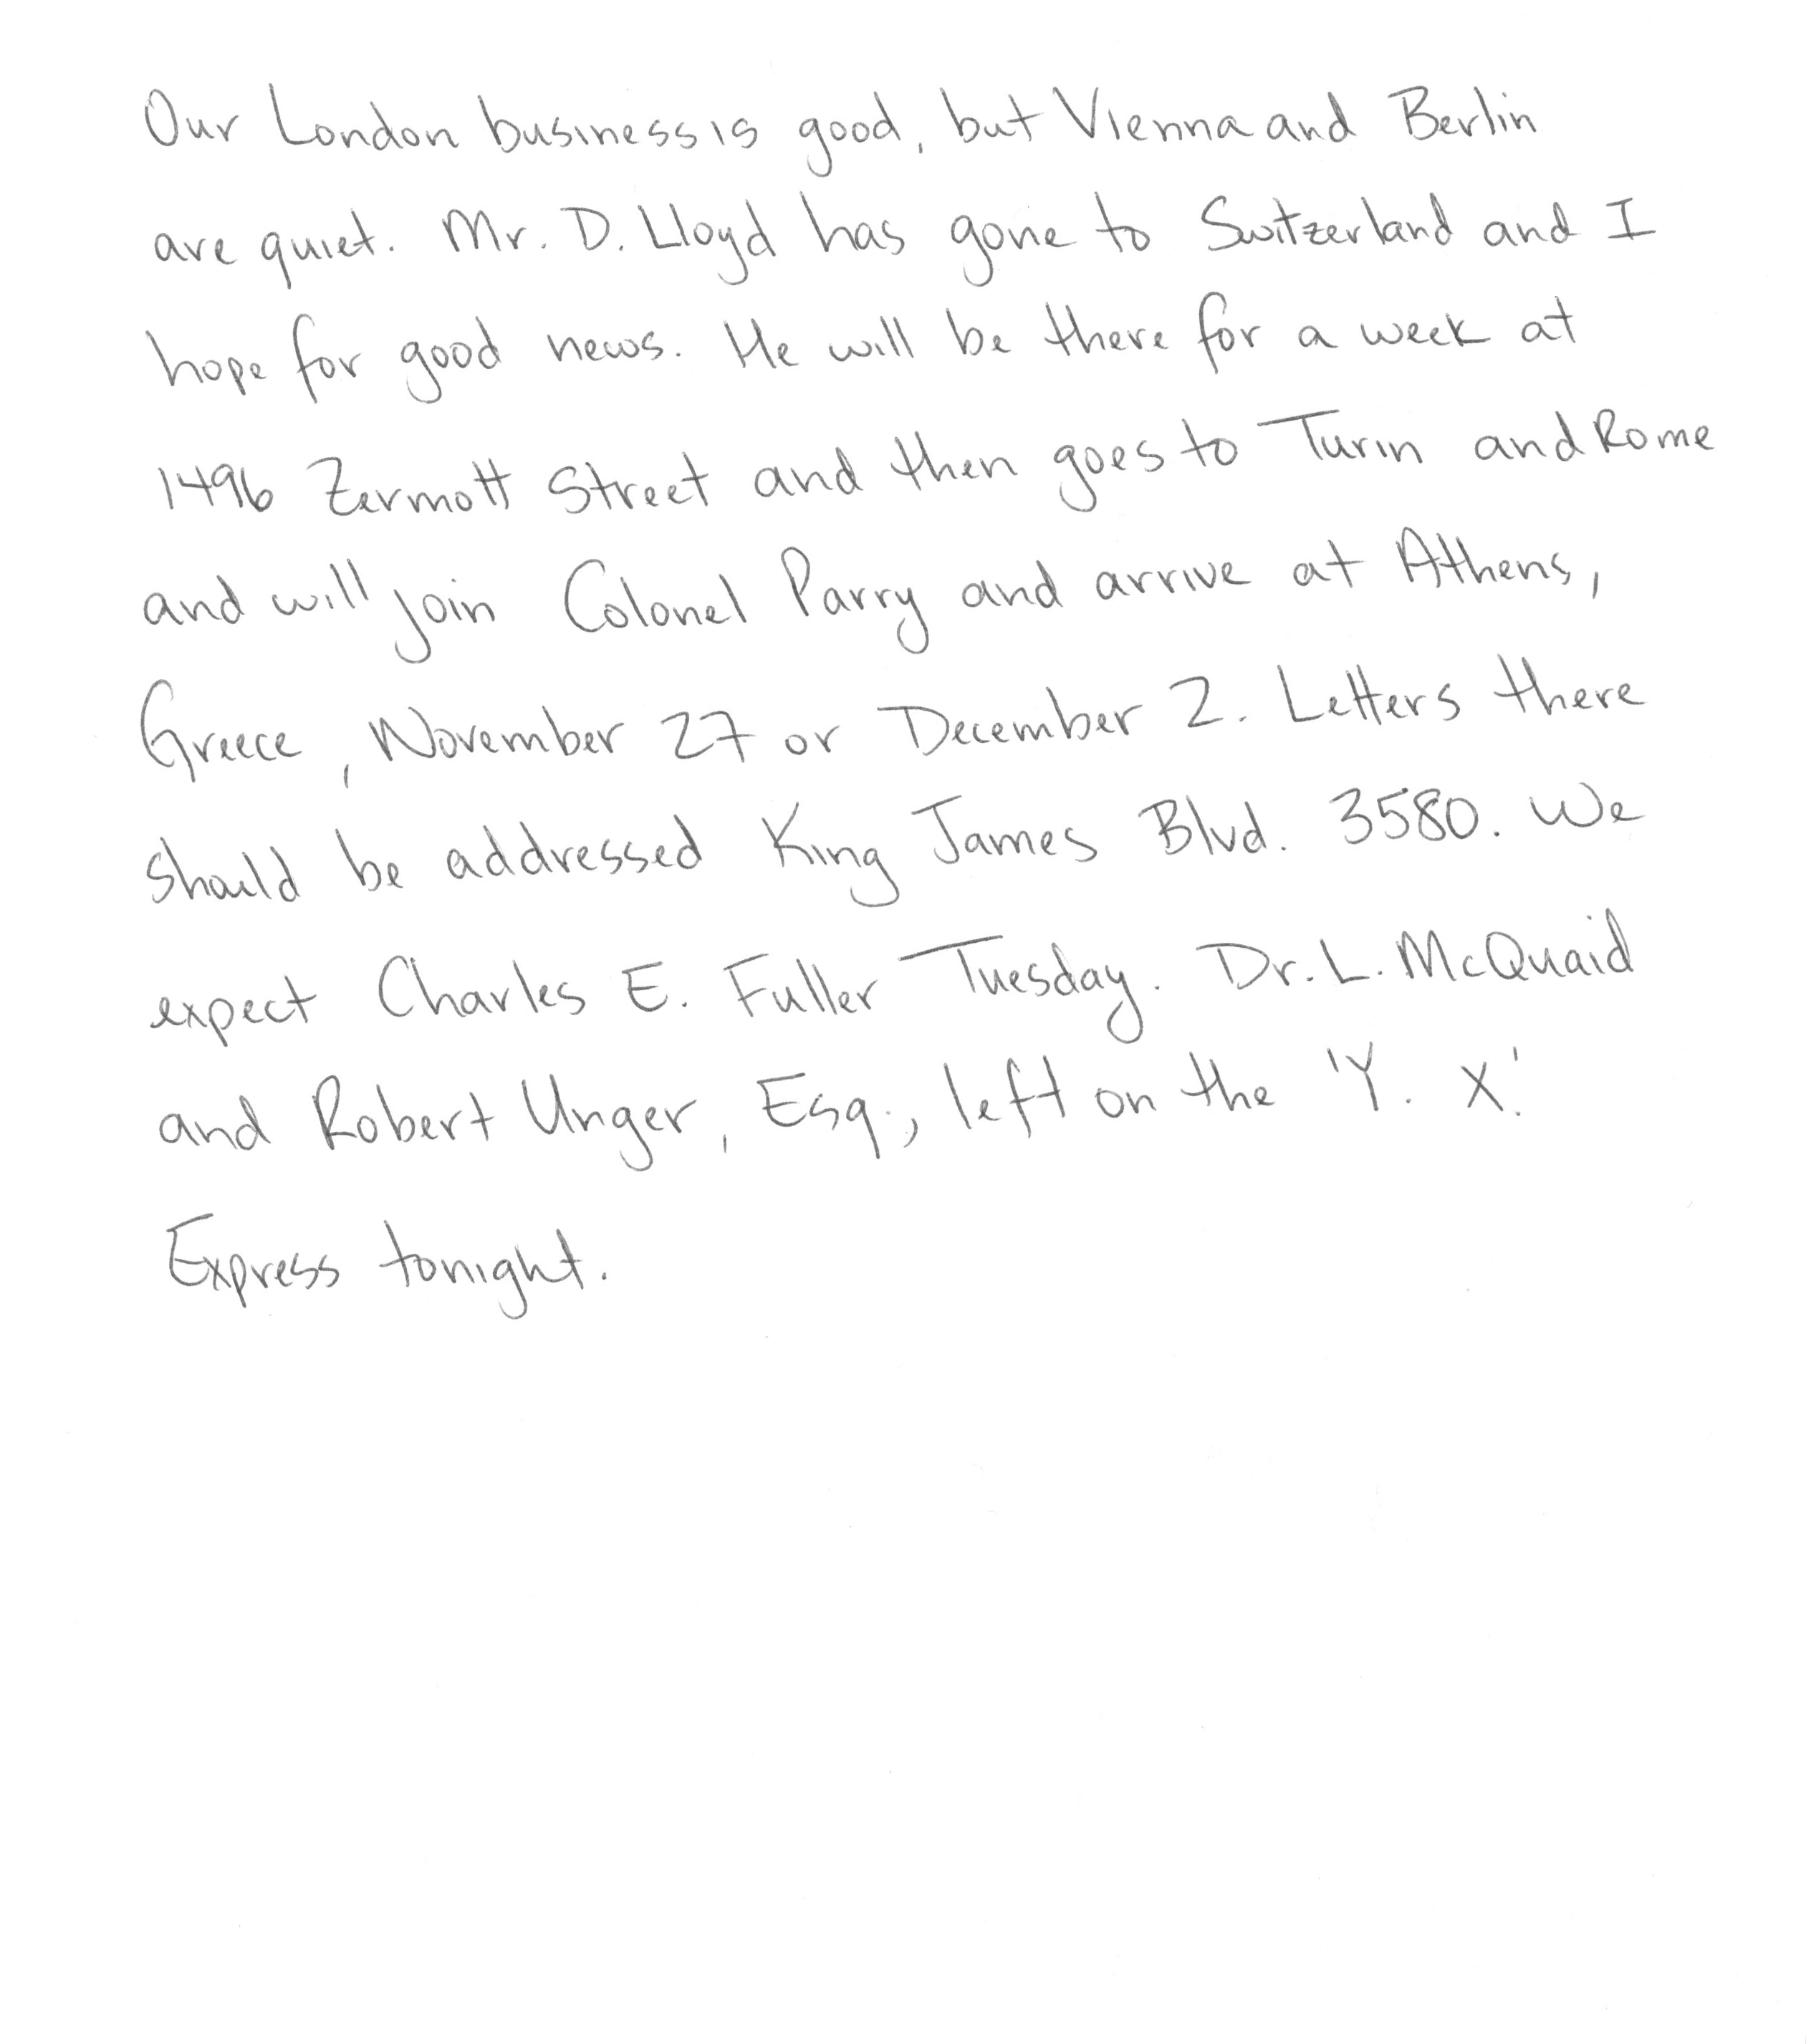 Our London business is good, but Vienna and Berlin
are quiet. Mr. D. Lloyd has gone to Switzerland and I
hope for good news. He will be there for a week at
1496 Zermott Street and then goes to Turin and Rome
and will join Colonel Parry and arrive at Athens,
Greece, November 27 or December 2. Letters there
should be addressed King James Blvd. 3580. We
expect Charles E. Fuller Tuesday. Dr. L. McQuaid
and Robert Unger, Esq., left on the 'Y. X.'
Express tonight.